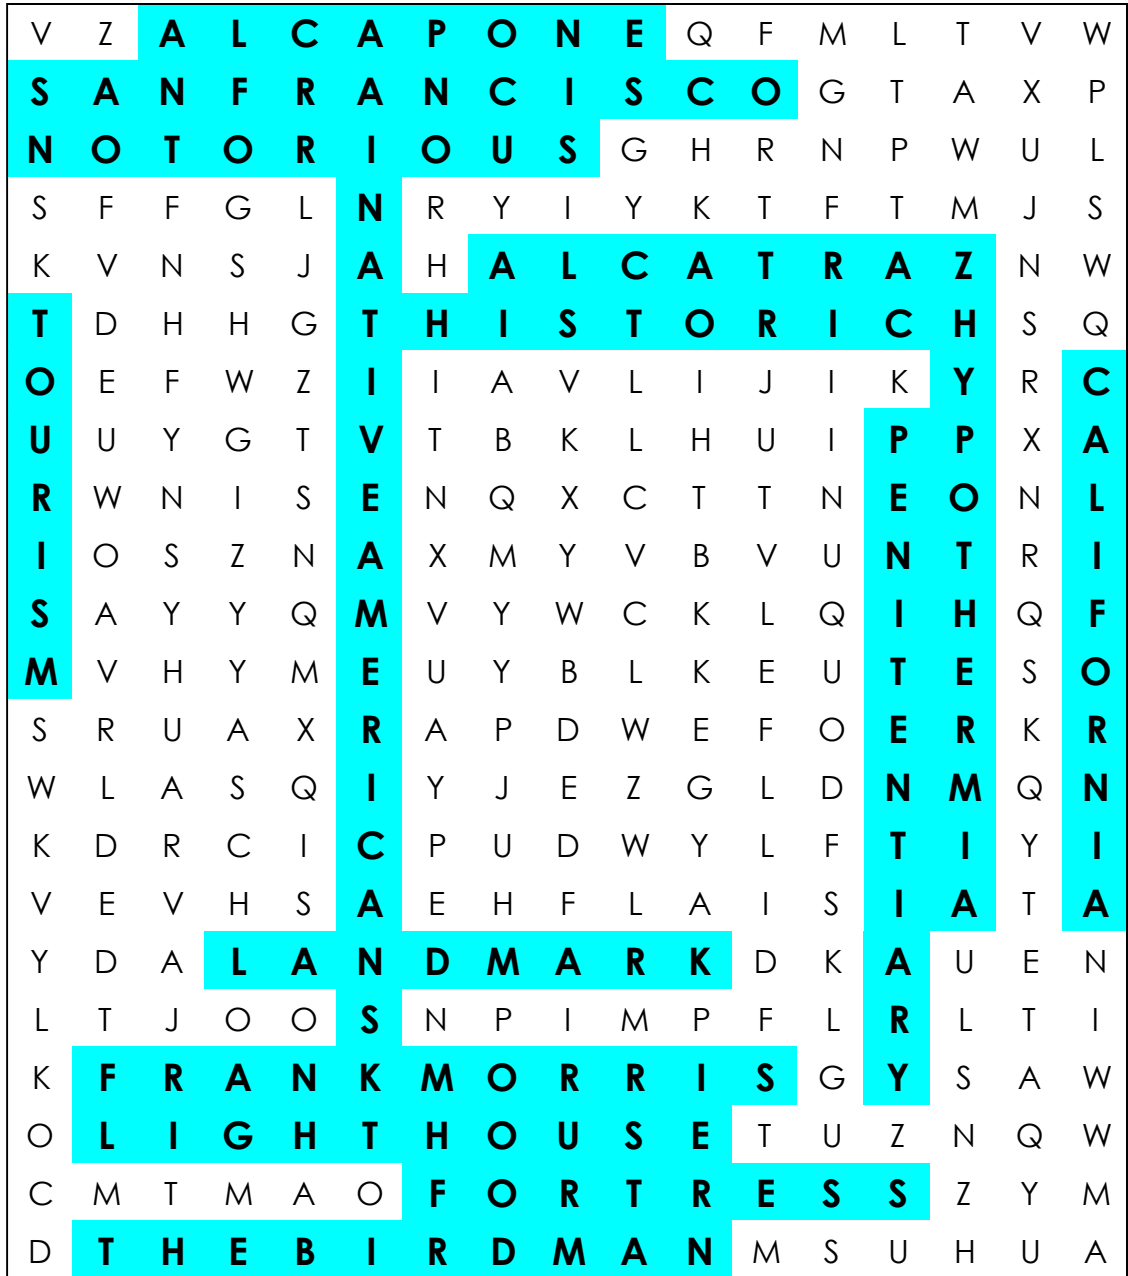 V Z A L C A P O N E Q F M L T V W
S A N F R A N C I S C O G T A X P
N O T O R I O U S G H R N P W U L
S F F G L N R Y I Y K T F T M J S
K V N S J A H A L C A T R A Z N W
T D H H G T H I S T O R I C H S Q
O E F W Z I I A V L I J I K Y R C
U U Y G T V T B K L H U I P P X A
R W N I S E N Q X C T T N E O N L
I O S Z N A X M Y V B V U N T R I
S A Y Y Q M V Y W C K L Q I H Q F
M V H Y M E U Y B L K E U T E S O
S R U A X R A P D W E F O E R K R
W L A S Q I Y J E Z G L D N M Q N
K D R C I C P U D W Y L F T I Y I
V E V H S A E H F L A I S I A T A
Y D A L A N D M A R K D K A U E N
L T J O O S N P I M P F L R L T I
K F R A N K M O R R I S G Y S A W
O L I G H T H O U S E T U Z N Q W
C M T M A O F O R T R E S S Z Y M
D T H E B I R D M A N M S U H U A